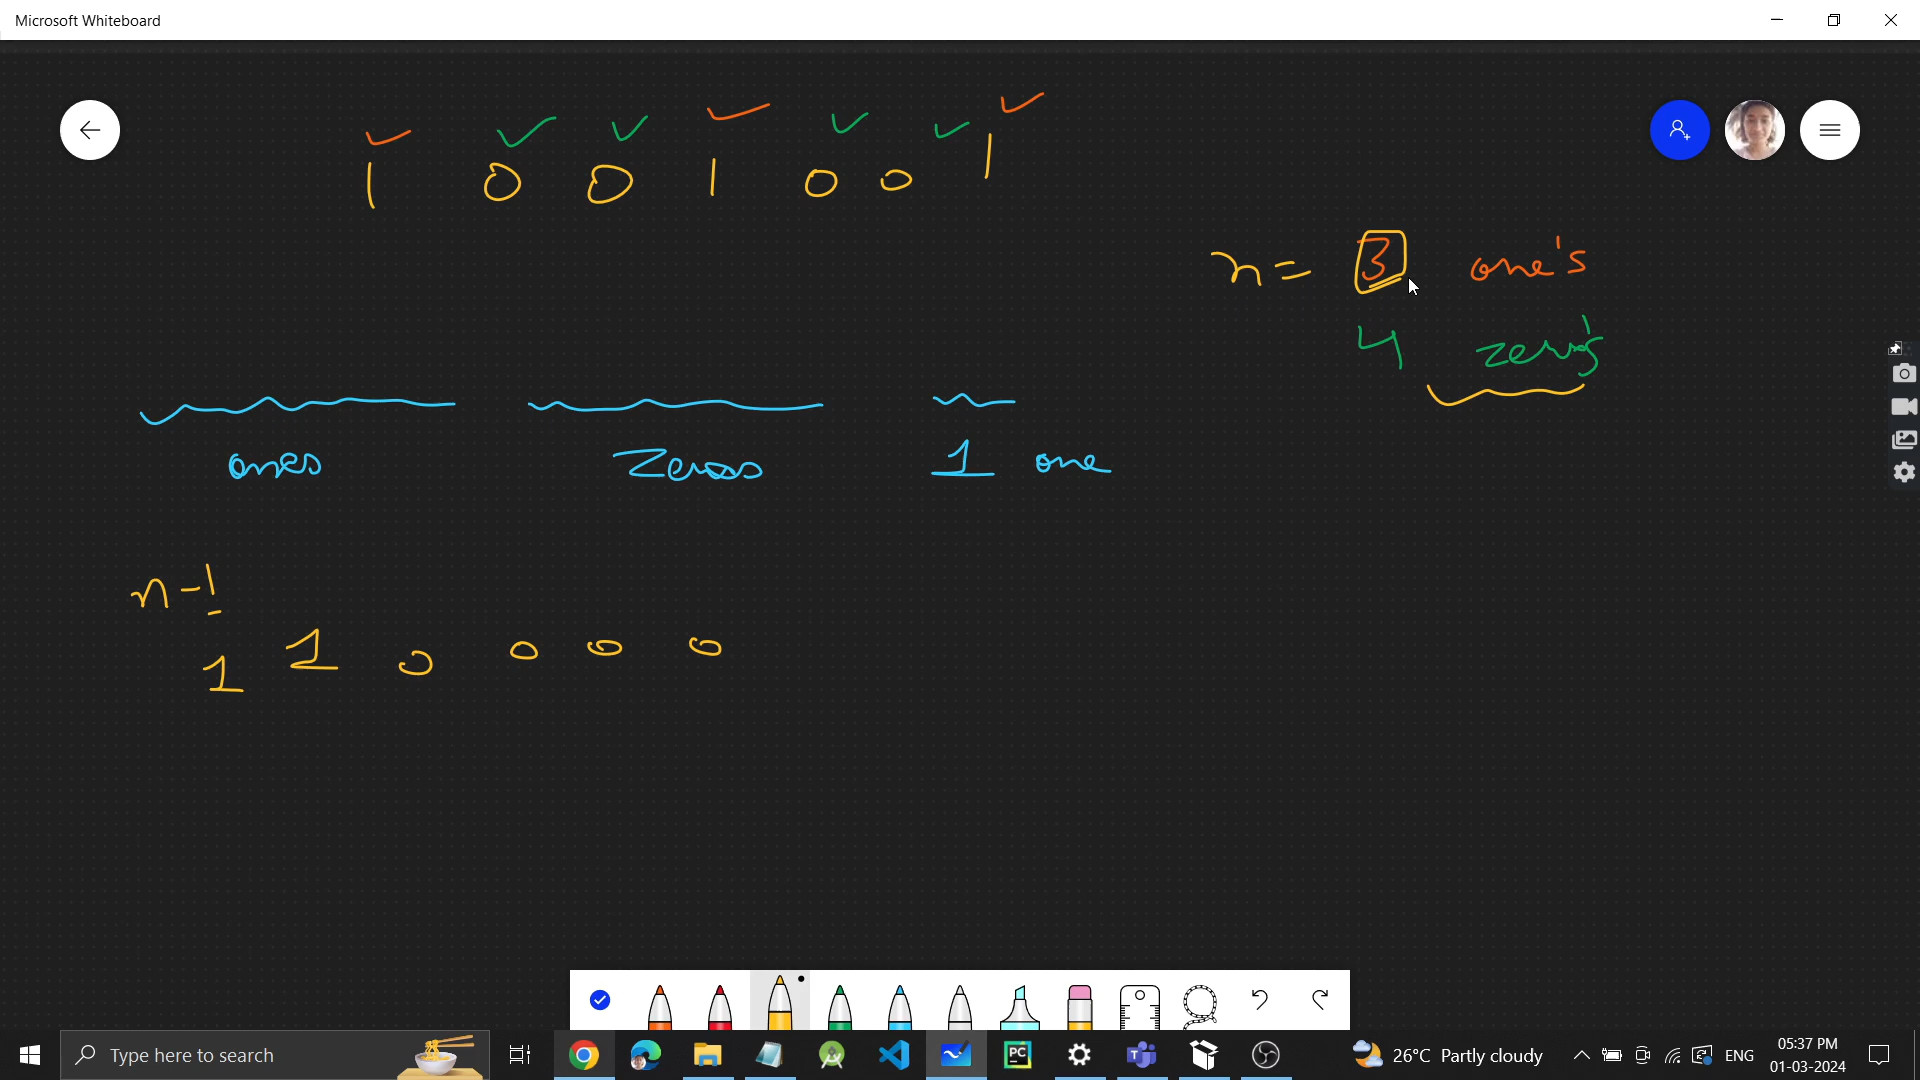 Microsoft Whiteboard
1 0 0 1 0 0 1
n = 3 one's
4 zero's
ones zeros 1 one
n-1
1 1 0 0 0 0
Type here to search
26°C Partly cloudy
ENG
05:37 PM
01-03-2024